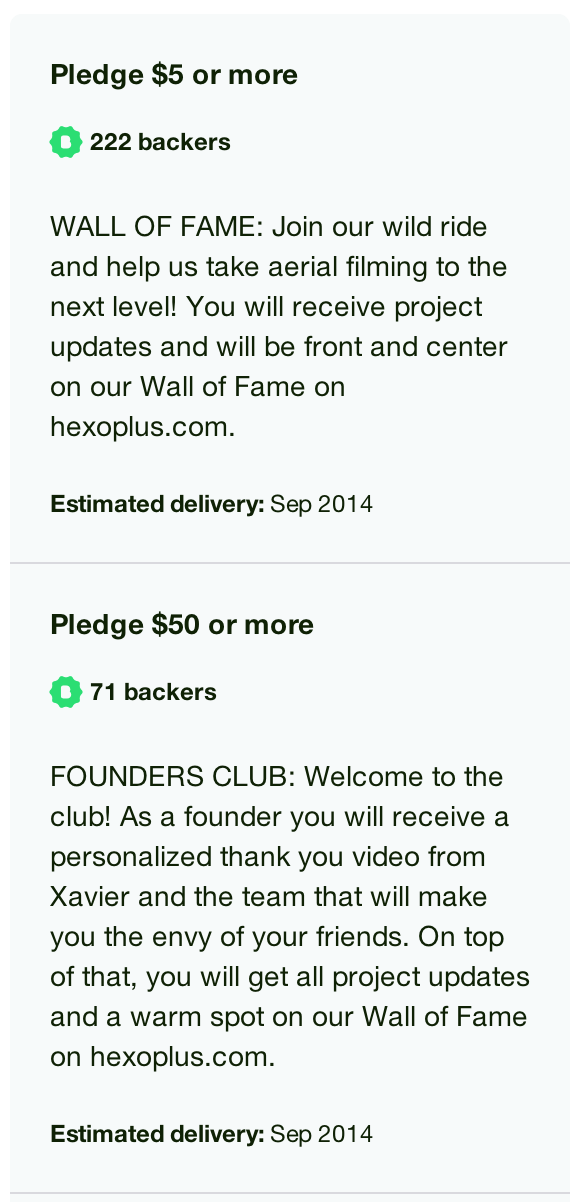 Pledge $5 or more
222 backers
WALL OF FAME: Join our wild ride
and help us take aerial filming to the
next level! You will receive project
updates and will be front and center
on our Wall of Fame on
hexoplus.com.
Estimated delivery: Sep 2014
Pledge $50 or more
71 backers
FOUNDERS CLUB: Welcome to the
club! As a founder you will receive a
personalized thank you video from
Xavier and the team that will make
you the envy of your friends. On top
of that, you will get all project updates
and a warm spot on our Wall of Fame
on hexoplus.com.
Estimated delivery: Sep 2014